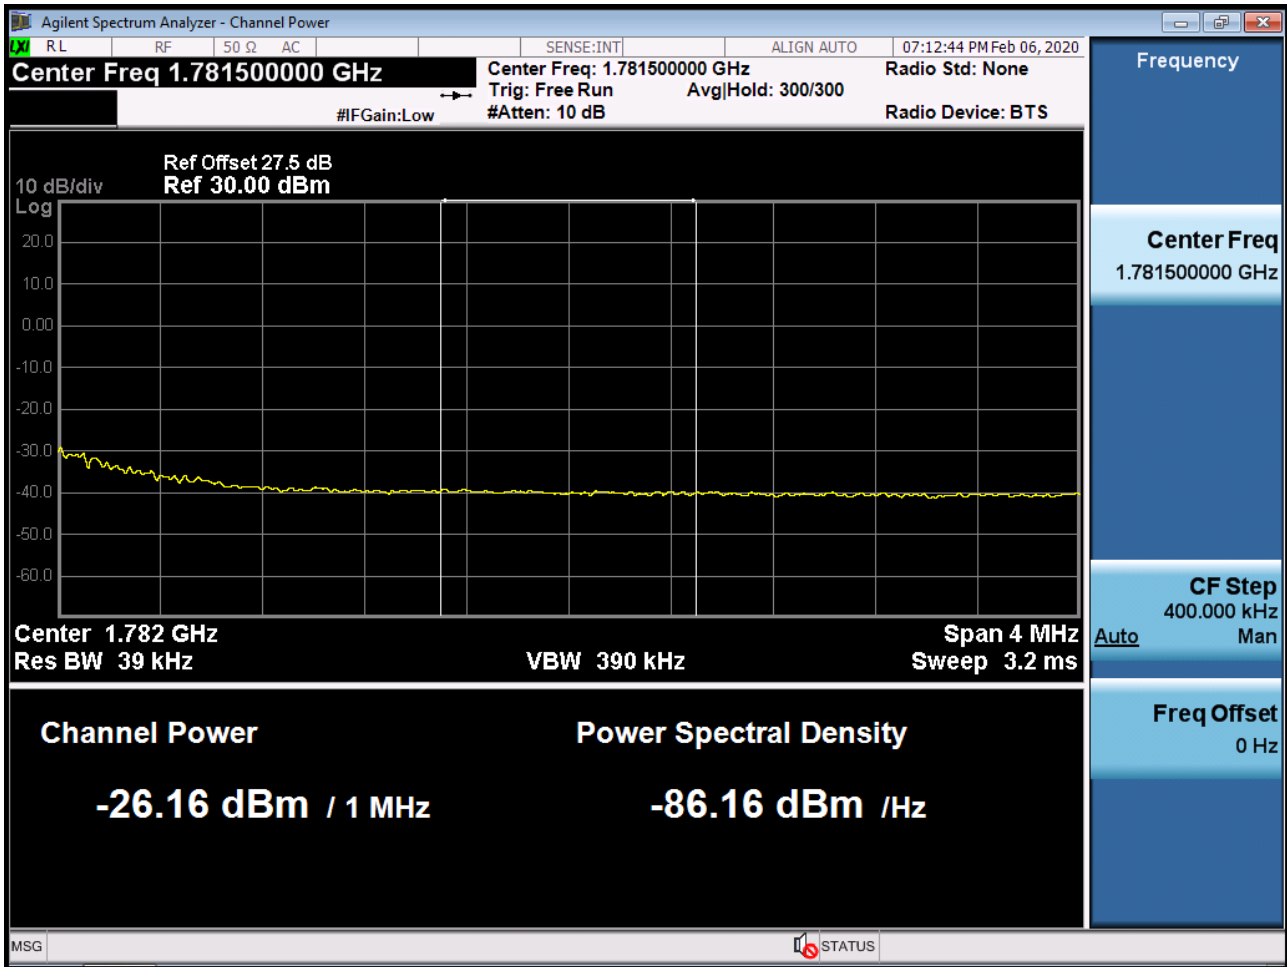 Agilent Spectrum Analyzer - Channel Power
LXI RL RF 50 Ω AC SENSE:INT ALIGN AUTO 07:12:44 PM Feb 06, 2020
Center Freq 1.781500000 GHz
Center Freq: 1.781500000 GHz
Radio Std: None
Trig: Free Run Avg|Hold: 300/300
#IFGain:Low
#Atten: 10 dB
Radio Device: BTS
Ref Offset 27.5 dB
10 dB/div Ref 30.00 dBm
Log
20.0
10.0
0.00
-10.0
-20.0
-30.0
-40.0
-50.0
-60.0
Center 1.782 GHz Span 4 MHz
Res BW 39 kHz VBW 390 kHz Sweep 3.2 ms
Channel Power Power Spectral Density
-26.16 dBm / 1 MHz -86.16 dBm /Hz
Frequency
Center Freq
1.781500000 GHz
CF Step
400.000 kHz
Auto Man
Freq Offset
0 Hz
MSG STATUS